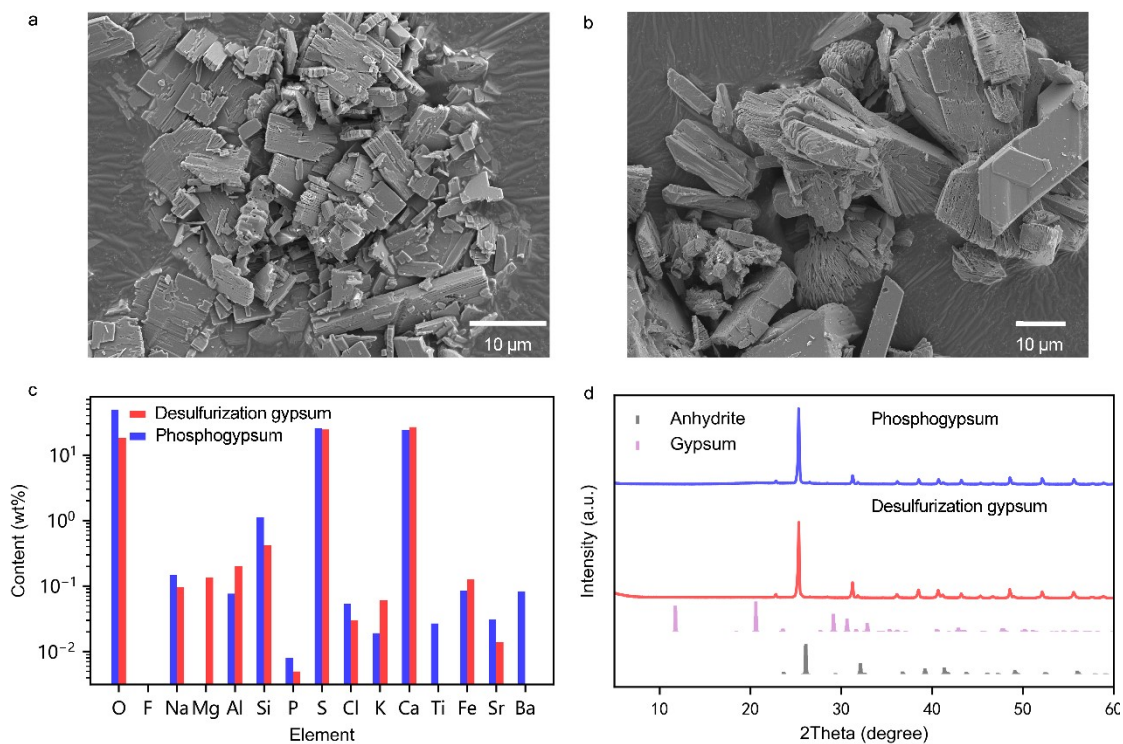 a
b
10 µm
10 µm
c
d
Desulfurization gypsum
Phosphogypsum
Content (wt%)
10¹
10⁰
10⁻¹
10⁻²
O F Na Mg Al Si P S Cl K Ca Ti Fe Sr Ba
Element
Anhydrite
Gypsum
Phosphogypsum
Desulfurization gypsum
Intensity (a.u.)
10 20 30 40 50 60
2Theta (degree)